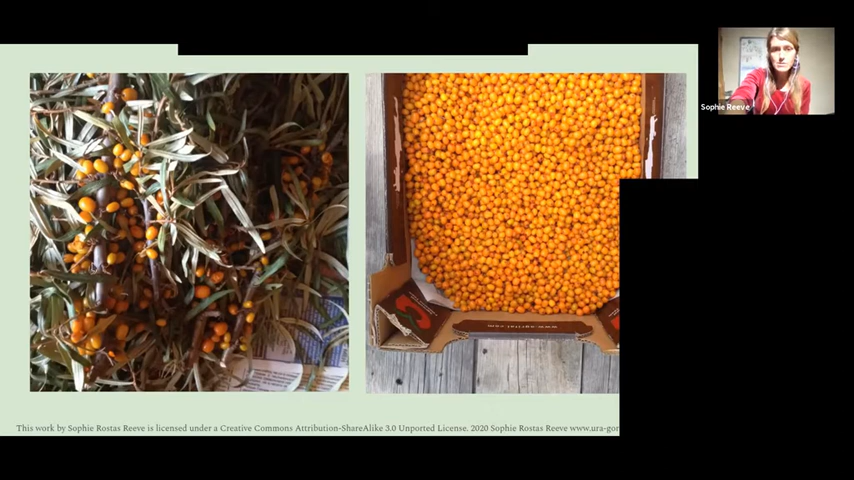 Sophie Reeve
This work by Sophie Rostas Reeve is licensed under a Creative Commons Attribution-ShareAlike 3.0 Unported License. 2020 Sophie Rostas Reeve www.ura-gor